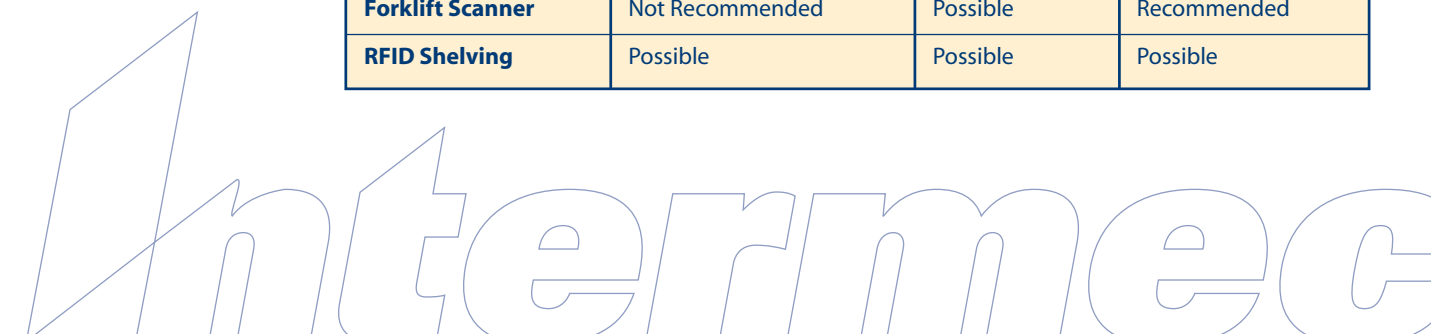 Forklift Scanner Not Recommended Possible Recommended
RFID Shelving Possible Possible Possible
Intermec